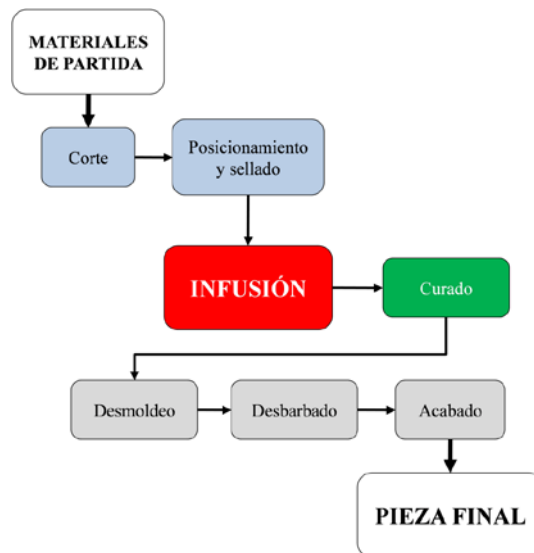 MATERIALES
DE PARTIDA
Corte
Posicionamiento
y sellado
INFUSIÓN
Curado
Desmoldeo
Desbarbado
Acabado
PIEZA FINAL